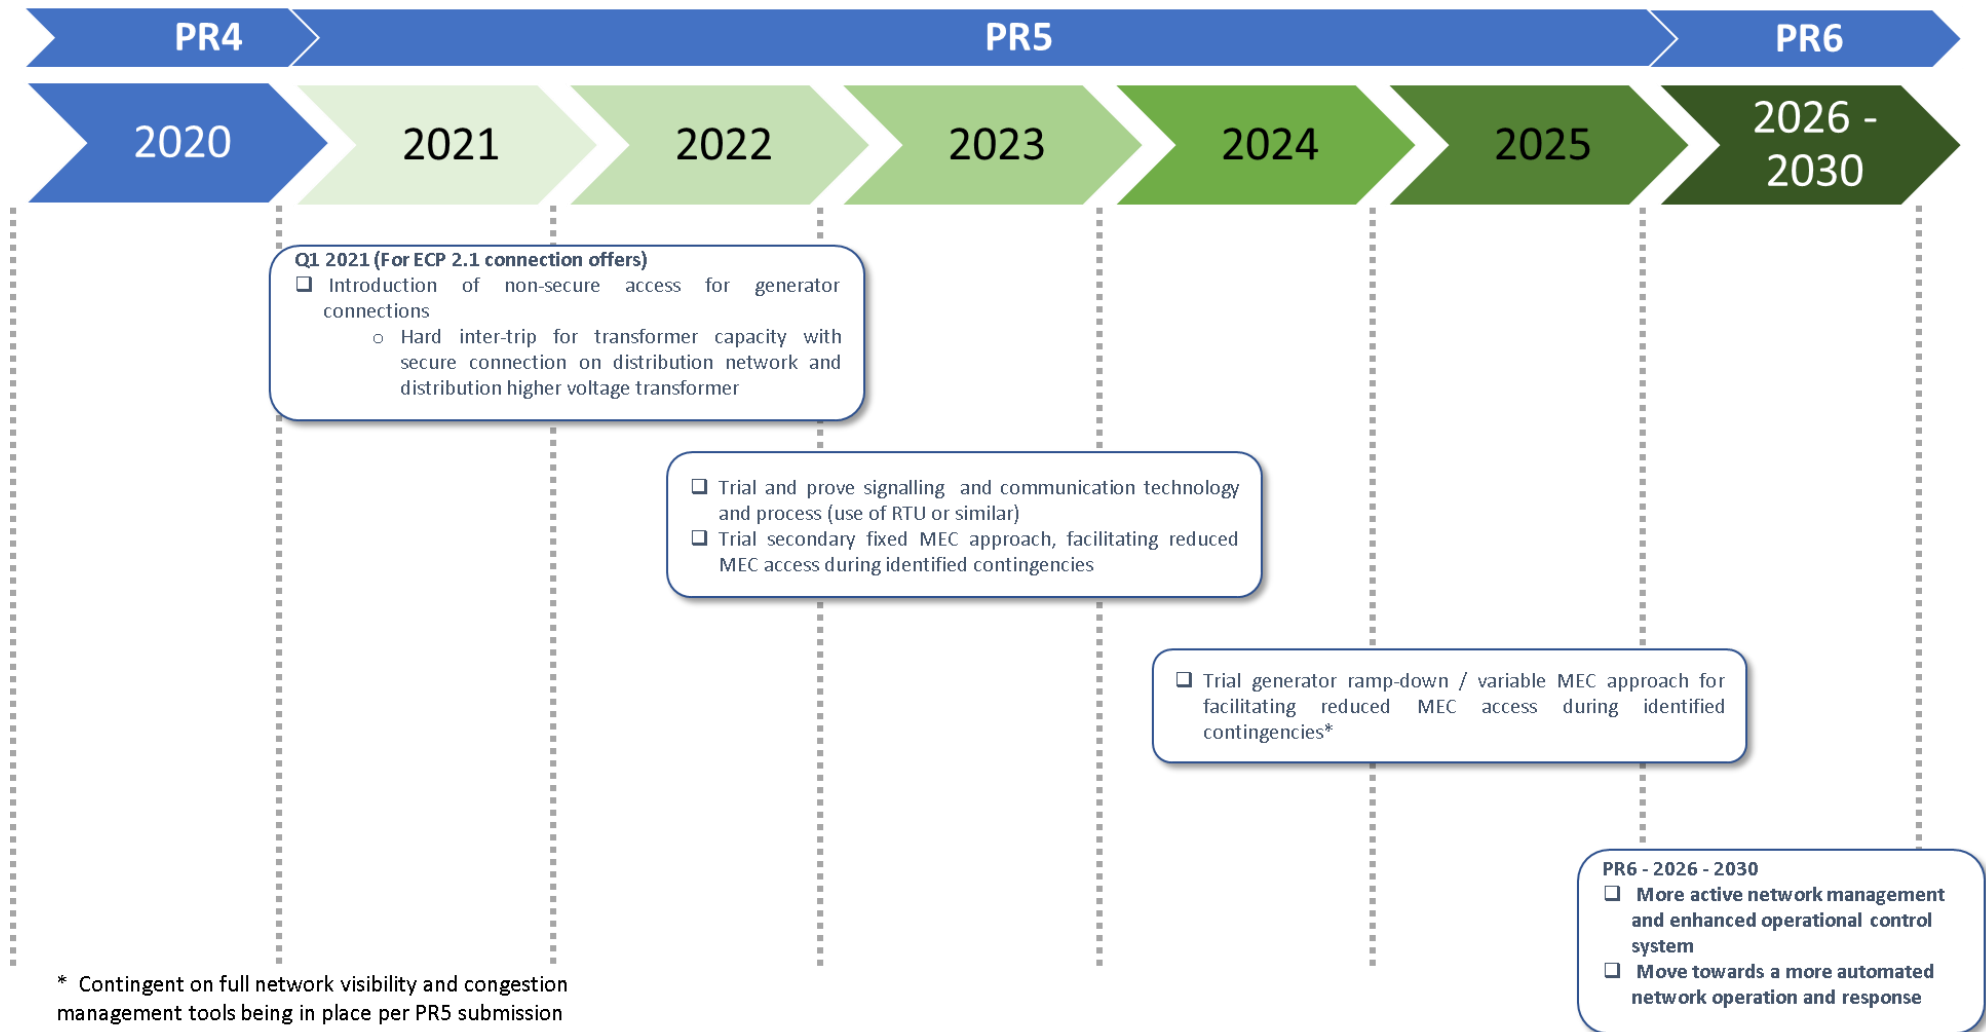 PR4
PR5
PR6
2020
2021
2022
2023
2024
2025
2026 -
2030
Q1 2021 (For ECP 2.1 connection offers)
❑ Introduction of non-secure access for generator
connections
o Hard inter-trip for transformer capacity with
secure connection on distribution network and
distribution higher voltage transformer
❑ Trial and prove signalling and communication technology
and process (use of RTU or similar)
❑ Trial secondary fixed MEC approach, facilitating reduced
MEC access during identified contingencies
❑ Trial generator ramp-down / variable MEC approach for
facilitating reduced MEC access during identified
contingencies*
PR6 - 2026 - 2030
❑ More active network management
and enhanced operational control
system
❑ Move towards a more automated
network operation and response
* Contingent on full network visibility and congestion
management tools being in place per PR5 submission